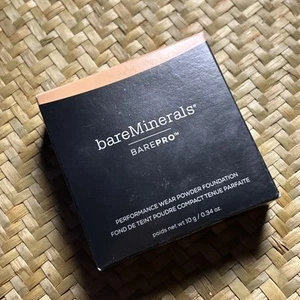 bareMinerals®
BAREPRO™
PERFORMANCE WEAR POWDER FOUNDATION
FOND DE TEINT POUDRE COMPACT TENUE PARFAITE
poids net wt 10 g / 0.34 oz.